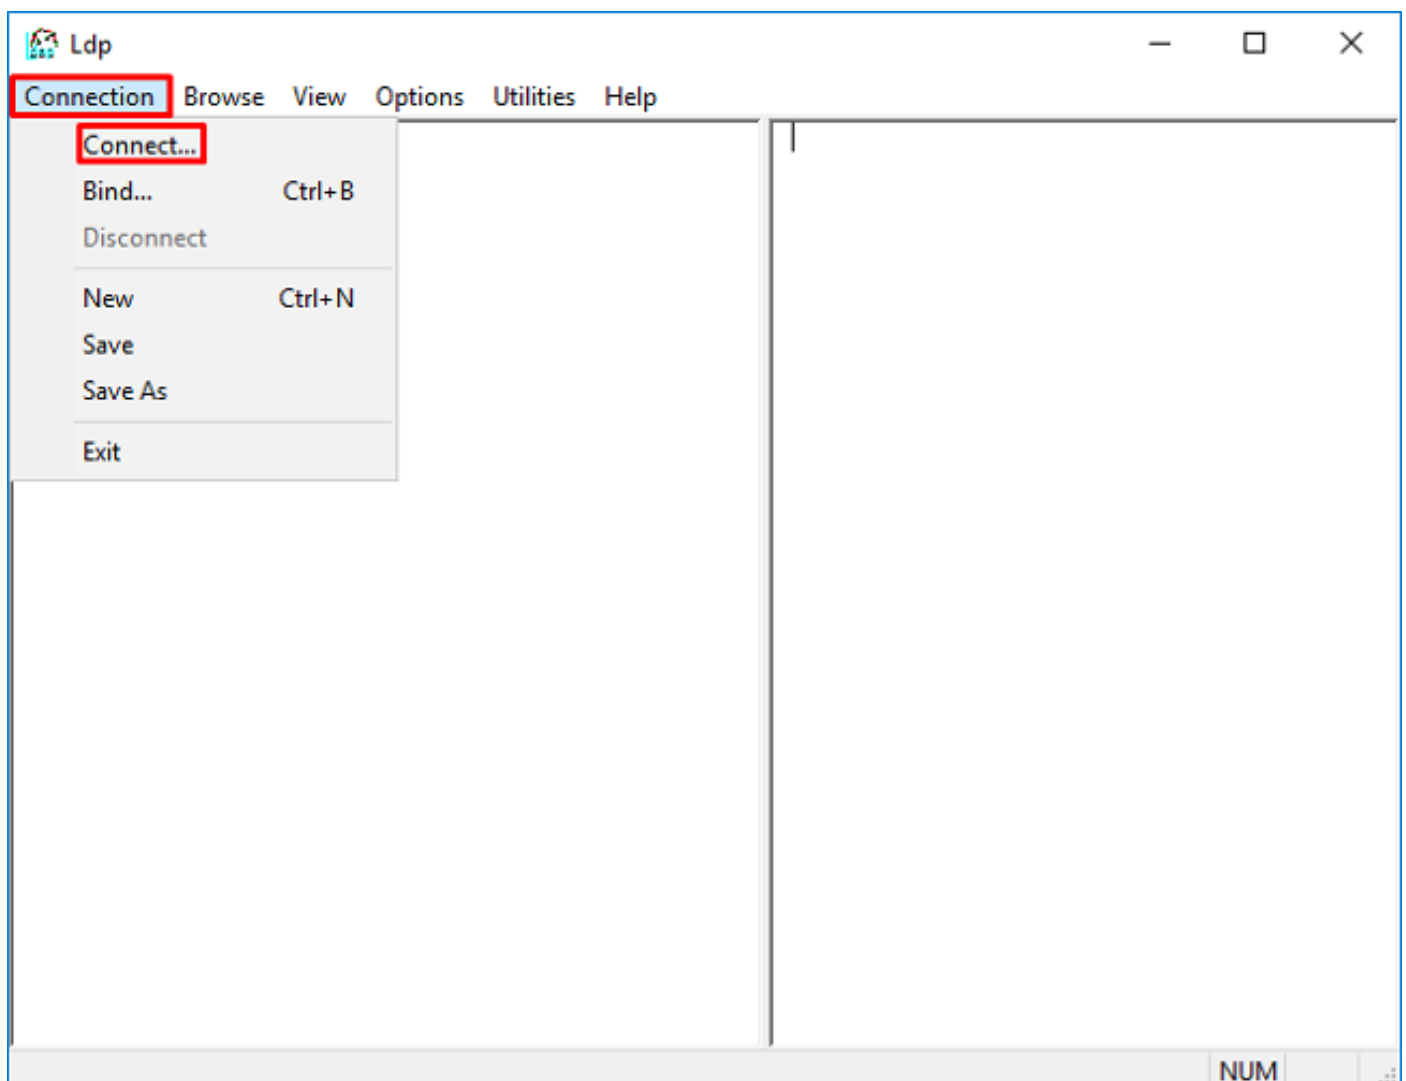 Ldp
Connection Browse View Options Utilities Help
Connect...
Bind... Ctrl+B
Disconnect
New Ctrl+N
Save
Save As
Exit
NUM